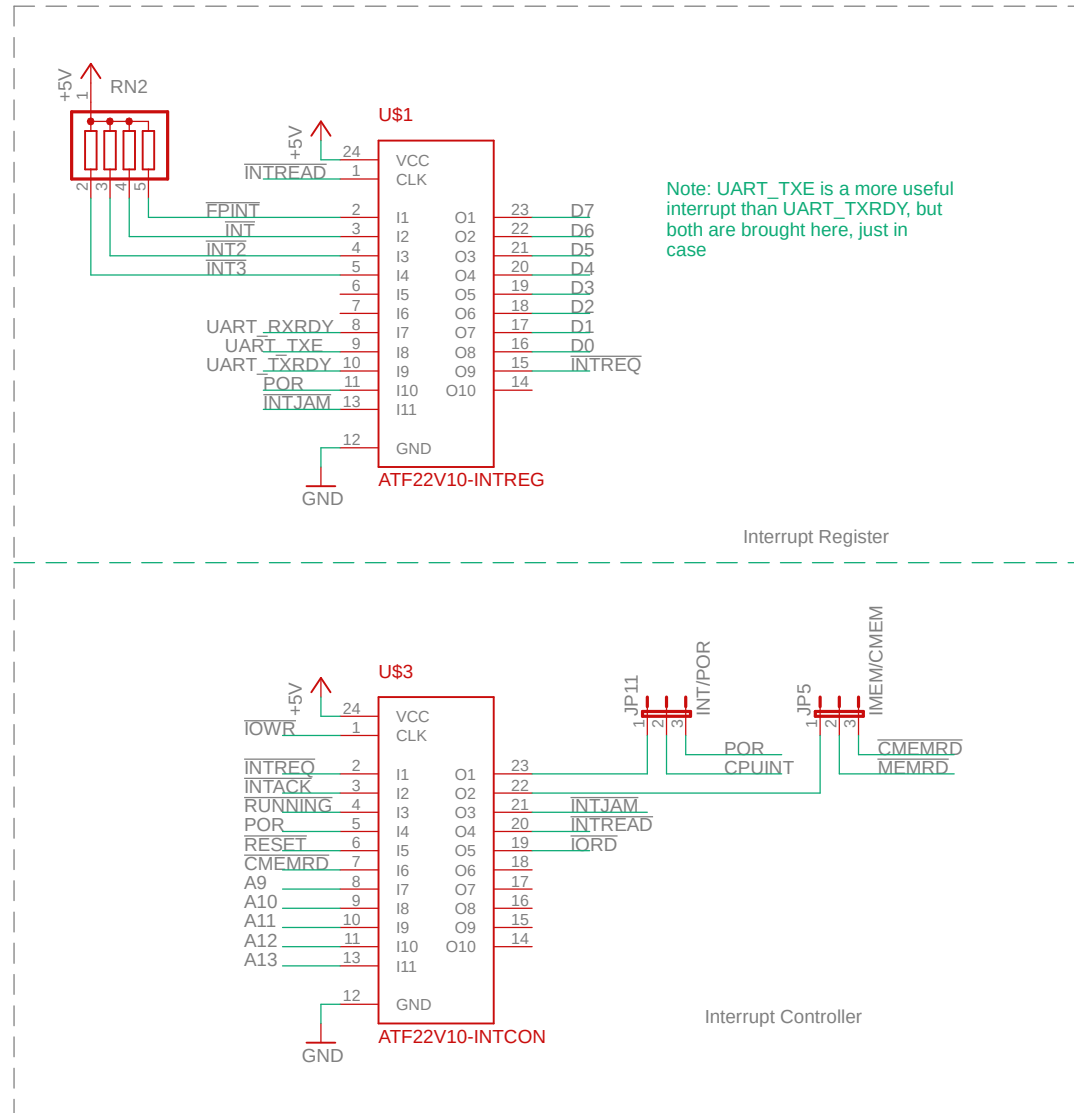 +5V
1
RN2
2
3
4
5
U$1
+5V
24 VCC
INTREAD 1 CLK
FPINT 2 I1 O1 23 D7
INT 3 I2 O2 22 D6
INT2 4 I3 O3 21 D5
INT3 5 I4 O4 20 D4
6 I5 O5 19 D3
7 I6 O6 18 D2
UART_RXRDY 8 I7 O7 17 D1
UART_TXE 9 I8 O8 16 D0
UART_TXRDY 10 I9 O9 15 INTREQ
POR 11 I10 O10 14
INTJAM 13 I11
12 GND
GND
ATF22V10-INTREG
Note: UART_TXE is a more useful
interrupt than UART_TXRDY, but
both are brought here, just in
case
Interrupt Register
U$3
+5V
24 VCC
IOWR 1 CLK
INTREQ 2 I1 O1 23
INTACK 3 I2 O2 22
RUNNING 4 I3 O3 21 INTJAM
POR 5 I4 O4 20 INTREAD
RESET 6 I5 O5 19 IORD
CMEMRD 7 I6 O6 18
A9 8 I7 O7 17
A10 9 I8 O8 16
A11 10 I9 O9 15
A12 11 I10 O10 14
A13 13 I11
12 GND
GND
ATF22V10-INTCON
JP11
1
2
3
INT/POR
POR
CPUINT
JP5
1
2
3
IMEM/CMEM
CMEMRD
MEMRD
Interrupt Controller